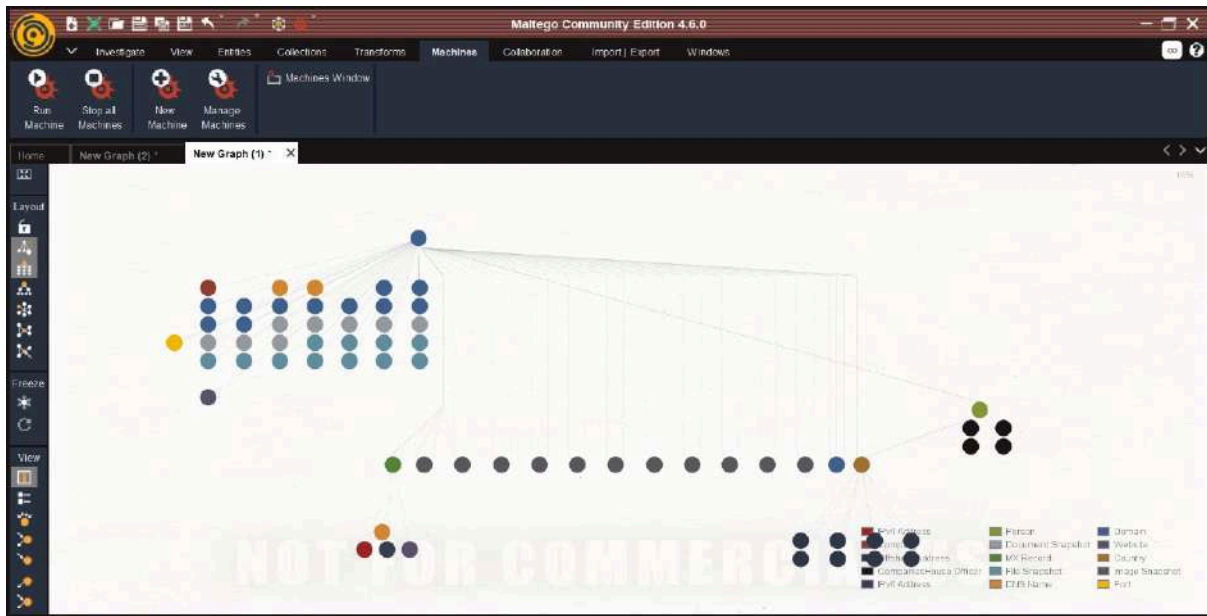 Maltego Community Edition 4.6.0
Investigate View Entities Collections Transforms Machines Collaboration Import | Export Windows
Run Machine
Stop all Machines
New Machine
Manage Machines
Machines Window
Home New Graph (2) * New Graph (1) * X
Layout
Freeze
View
NOT FOR COMMERCIAL
IPv6 Address Person Domain
Document Snapshot Website
Address MX Record Country
CompaniesHouse Officer File Snapshot Image Snapshot
DNS Name Port